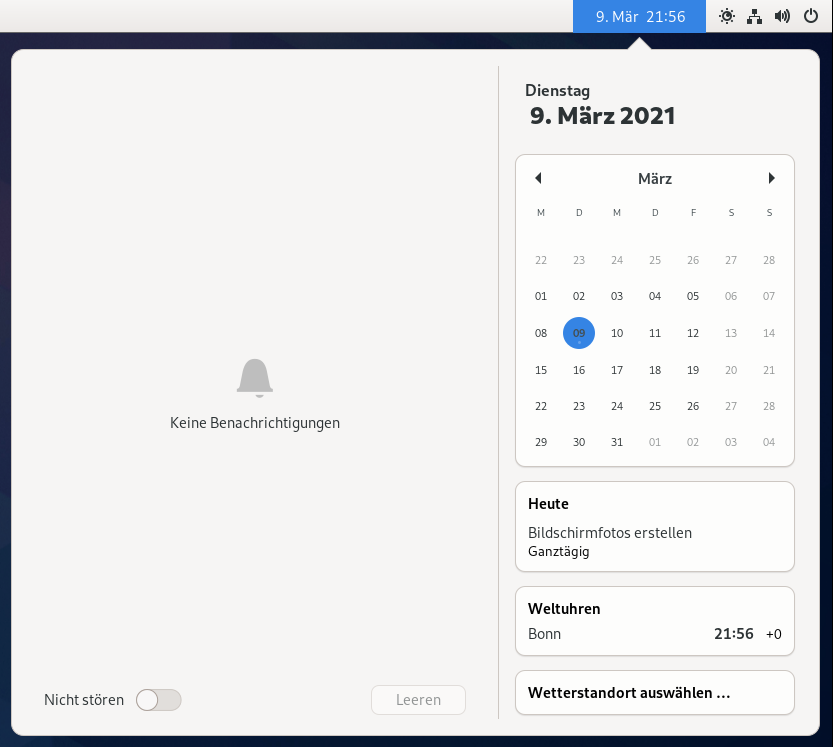 9. Mär 21:56
Keine Benachrichtigungen
Nicht stören
Leeren
Dienstag
9. März 2021
März
M D M D F S S
22 23 24 25 26 27 28
01 02 03 04 05 06 07
08 09 10 11 12 13 14
15 16 17 18 19 20 21
22 23 24 25 26 27 28
29 30 31 01 02 03 04
Heute
Bildschirmfotos erstellen
Ganztägig
Weltuhren
Bonn 21:56 +0
Wetterstandort auswählen …